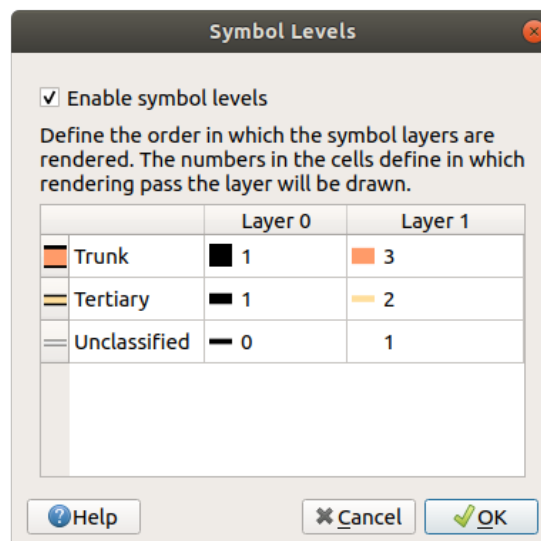 Symbol Levels
Enable symbol levels
Define the order in which the symbol layers are
rendered. The numbers in the cells define in which
rendering pass the layer will be drawn.
Layer 0 Layer 1
Trunk 1 3
Tertiary 1 2
Unclassified 0 1
Help Cancel OK